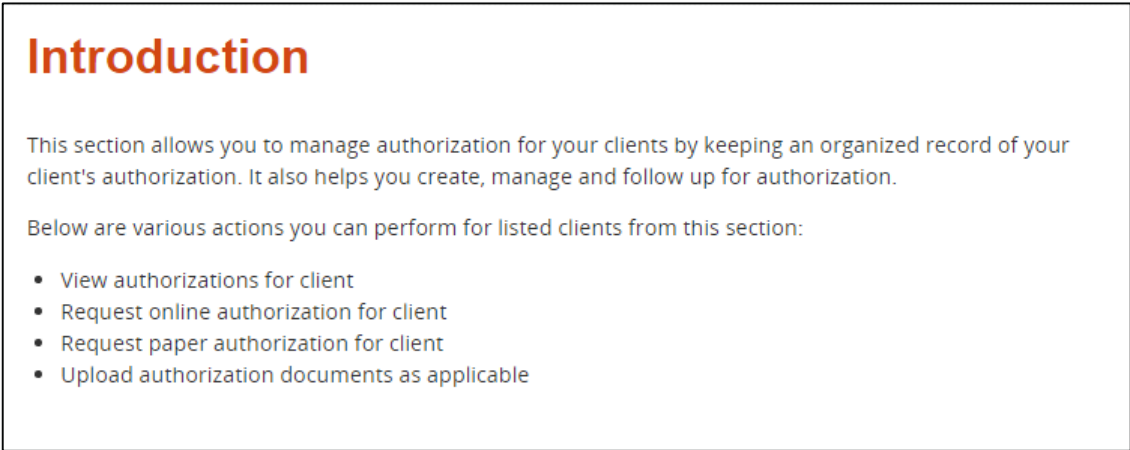 Introduction
This section allows you to manage authorization for your clients by keeping an organized record of your
client's authorization. It also helps you create, manage and follow up for authorization.
Below are various actions you can perform for listed clients from this section:
• View authorizations for client
• Request online authorization for client
• Request paper authorization for client
• Upload authorization documents as applicable